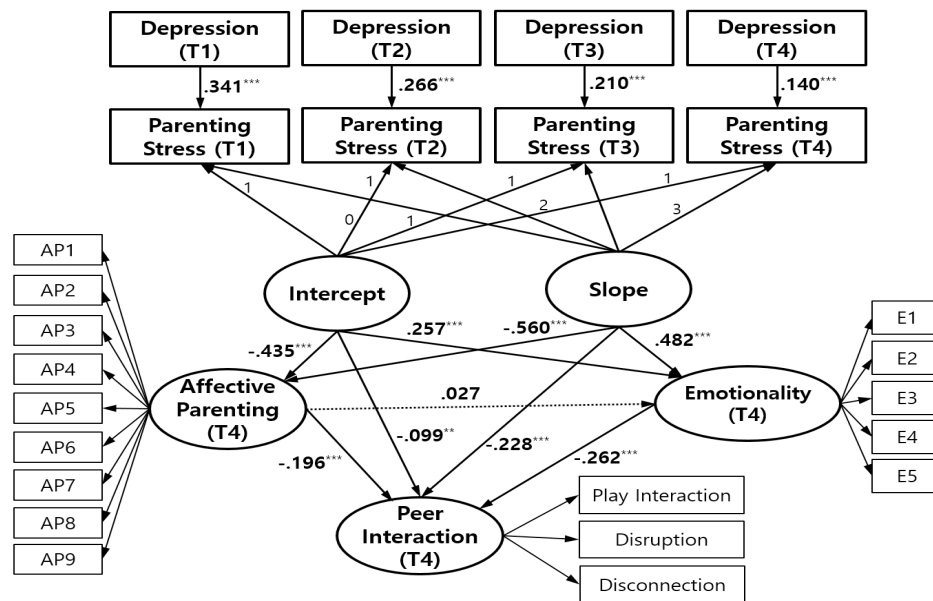 Depression
(T1)
Depression
(T2)
Depression
(T3)
Depression
(T4)
.341***
.266***
.210***
.140***
Parenting
Stress (T1)
Parenting
Stress (T2)
Parenting
Stress (T3)
Parenting
Stress (T4)
1
1
1
1
0
1
2
3
Intercept
Slope
AP1
AP2
AP3
AP4
AP5
AP6
AP7
AP8
AP9
-.435***
.257***
-.560***
.482***
Affective
Parenting
(T4)
.027
Emotionality
(T4)
E1
E2
E3
E4
E5
-.196***
-.099**
-.228***
-.262***
Peer
Interaction
(T4)
Play Interaction
Disruption
Disconnection